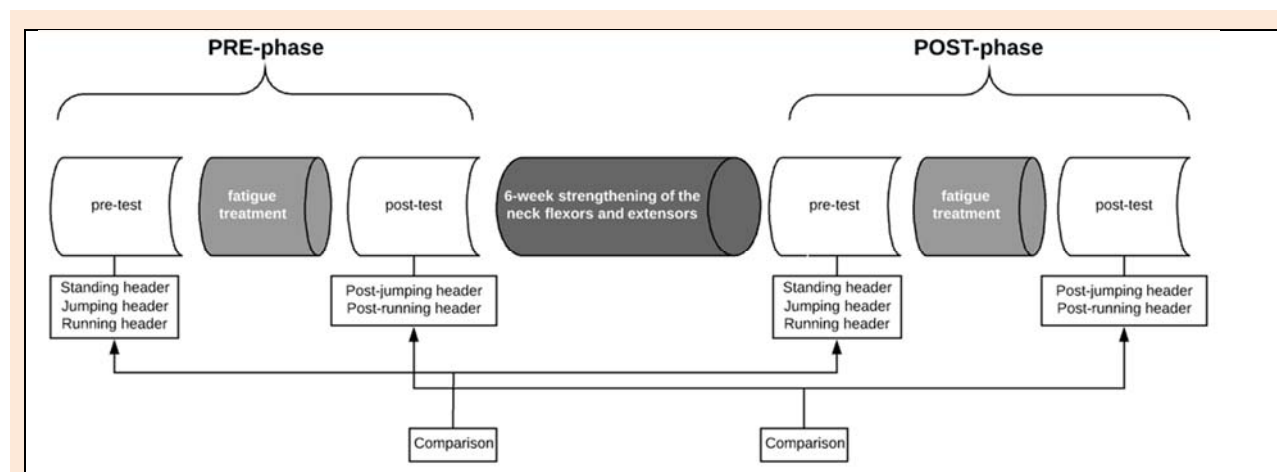 PRE-phase
POST-phase
pre-test
fatigue
treatment
post-test
6-week strengthening of the
neck flexors and extensors
pre-test
fatigue
treatment
post-test
Standing header
Jumping header
Running header
Post-jumping header
Post-running header
Standing header
Jumping header
Running header
Post-jumping header
Post-running header
Comparison
Comparison